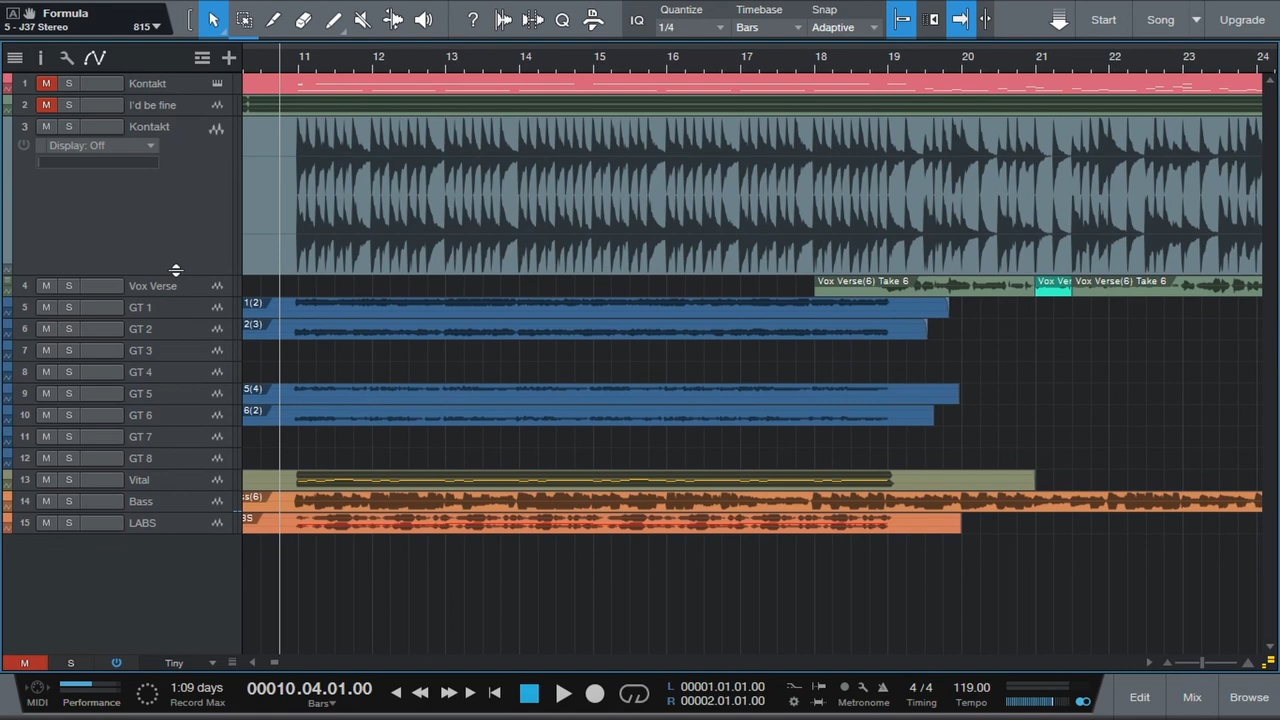 A Formula
5 - J37 Stereo 815
? Q IQ
Quantize
1/4
Timebase
Bars
Snap
Adaptive
Start Song Upgrade
11 12 13 14 15 16 17 18 19 20 21 22 23 24
1 M S Kontakt
2 M S I'd be fine
3 M S Kontakt
Display: Off
4 M S Vox Verse
Vox Verse(6) Take 6 Vox Ver Vox Verse(6) Take 6
5 M S GT 1
1(2)
6 M S GT 2
2(3)
7 M S GT 3
8 M S GT 4
9 M S GT 5
5(4)
10 M S GT 6
6(2)
11 M S GT 7
12 M S GT 8
13 M S Vital
14 M S Bass
ss(6)
15 M S LABS
BS
M S Tiny
MIDI
Performance
1:09 days
Record Max
00010.04.01.00
Bars
L 00001.01.01.00
R 00002.01.01.00
Metronome
4 / 4
Timing
119.00
Tempo
Edit Mix Browse